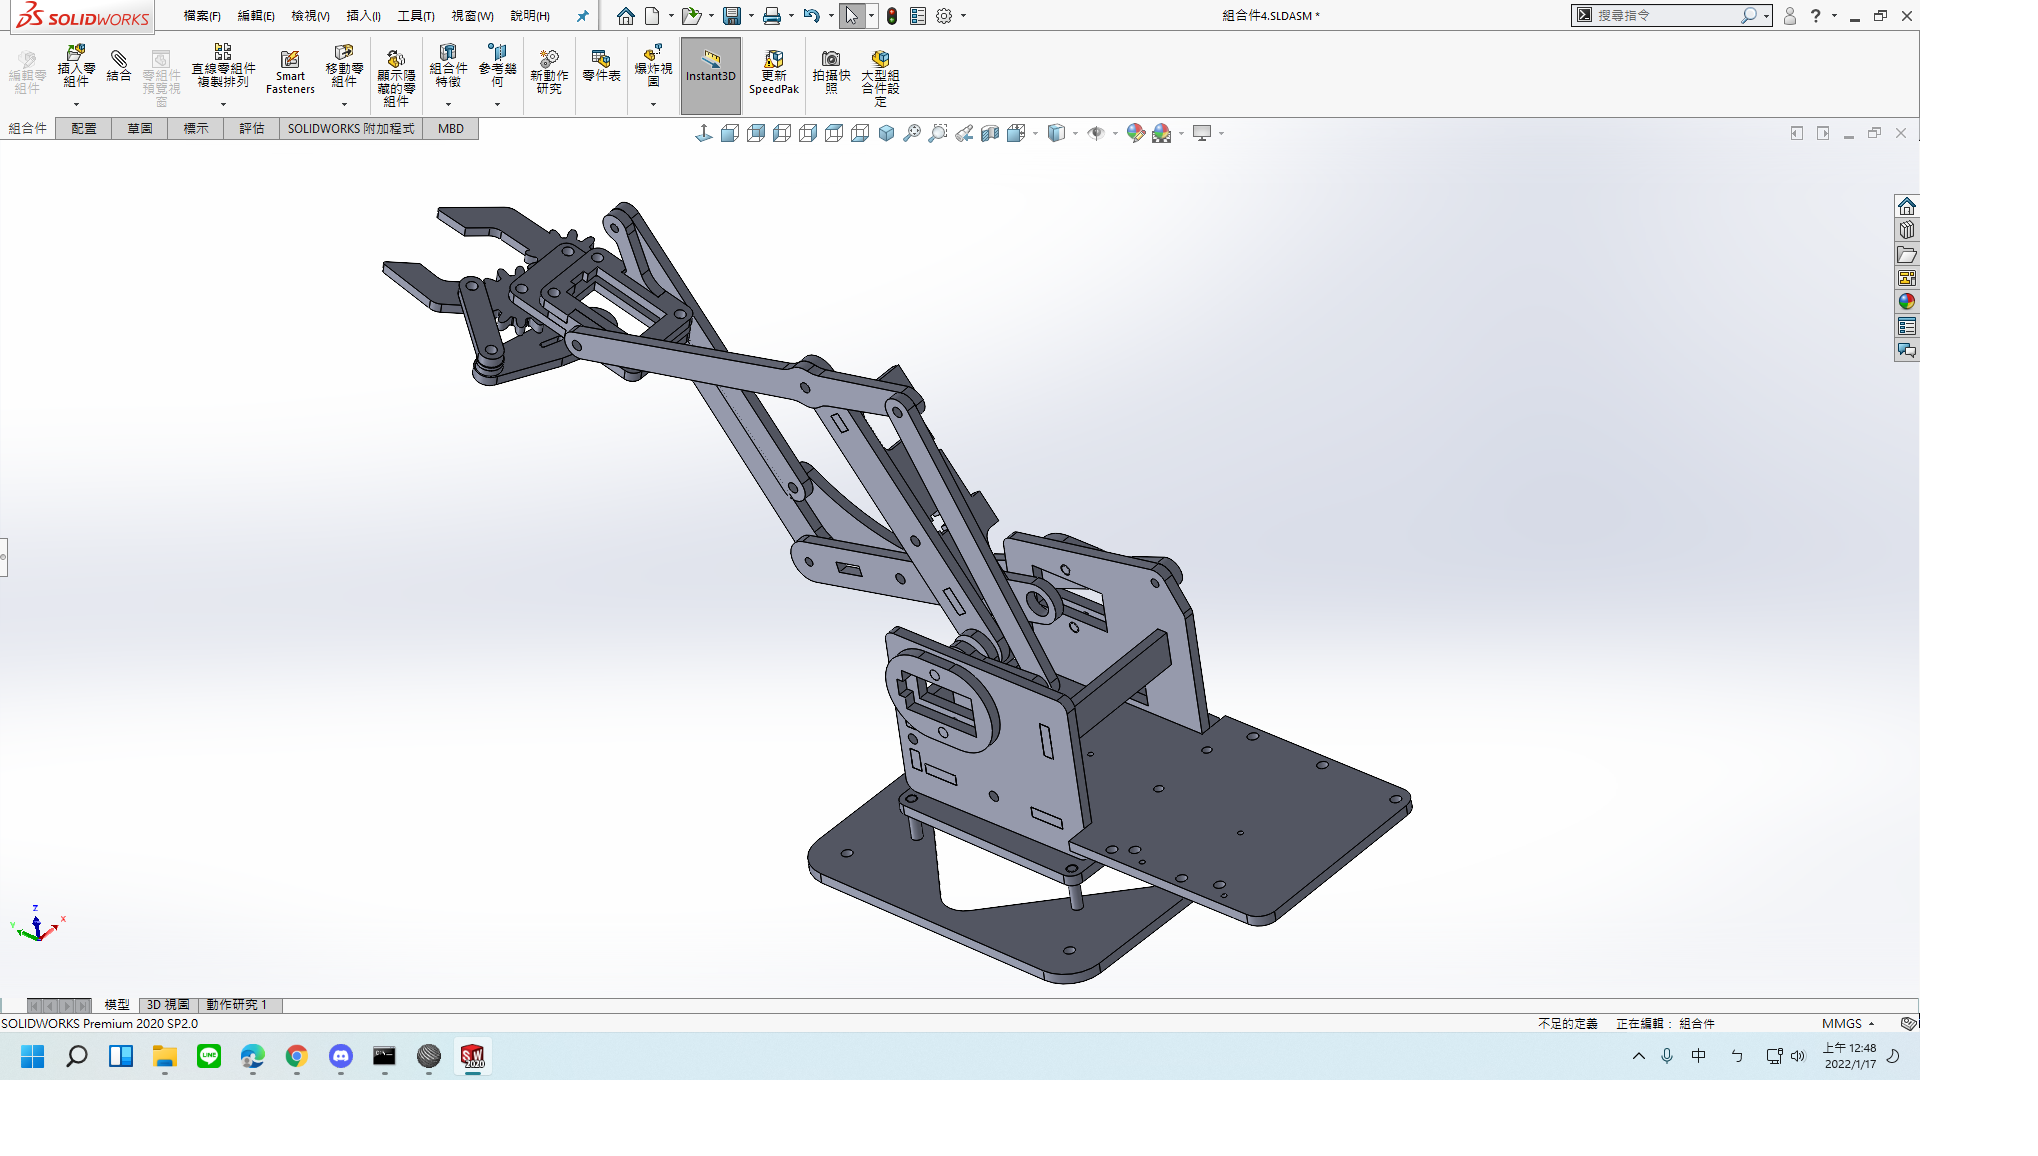 SOLIDWORKS 檔案(F) 編輯(E) 檢視(V) 插入(I) 工具(T) 視窗(W) 說明(H) 組合件4.SLDASM * 搜尋指令 ?
編輯零組件
插入零組件
結合
零組件預覽視窗
直線零組件複製排列
Smart Fasteners
移動零組件
顯示隱藏的零組件
組合件特徵
參考幾何
新動作研究
零件表
爆炸視圖
Instant3D
更新 SpeedPak
拍攝快照
大型組合件設定
組合件 配置 草圖 標示 評估 SOLIDWORKS 附加程式 MBD
Z
Y
X
模型 3D 視圖 動作研究 1
SOLIDWORKS Premium 2020 SP2.0 不足的定義 正在編輯： 組合件 MMGS
LINE SW 2020 中 ㄣ 上午 12:48
2022/1/17